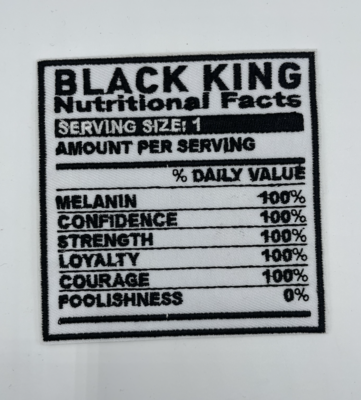 BLACK KING
Nutritional Facts
SERVING SIZE: 1
AMOUNT PER SERVING
% DAILY VALUE
MELANIN 100%
CONFIDENCE 100%
STRENGTH 100%
LOYALTY 100%
COURAGE 100%
FOOLISHNESS 0%